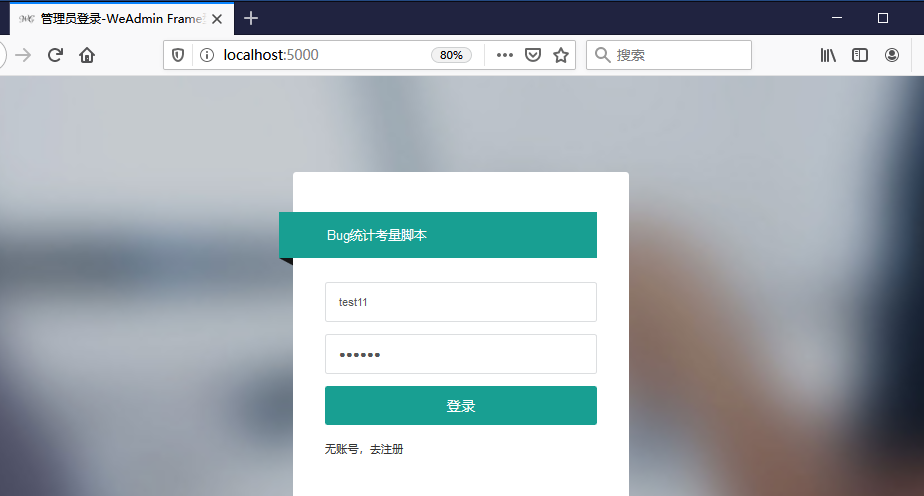 管理员登录-WeAdmin Frame
localhost:5000
80%
搜索
Bug统计考量脚本
test11
••••••
登录
无账号，去注册